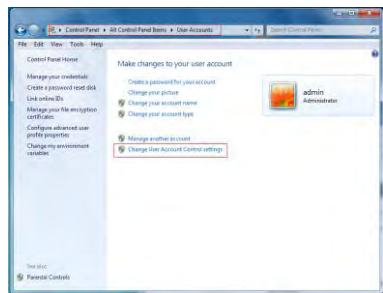 Control Panel ▸ All Control Panel Items ▸ User Accounts
Search Control Panel
File Edit View Tools Help
Control Panel Home
Manage your credentials
Create a password reset disk
Link online IDs
Manage your file encryption
certificates
Configure advanced user
profile properties
Change my environment
variables
See also
Parental Controls
Make changes to your user account
Create a password for your account
Change your picture
Change your account name
Change your account type
Manage another account
Change User Account Control settings
admin
Administrator